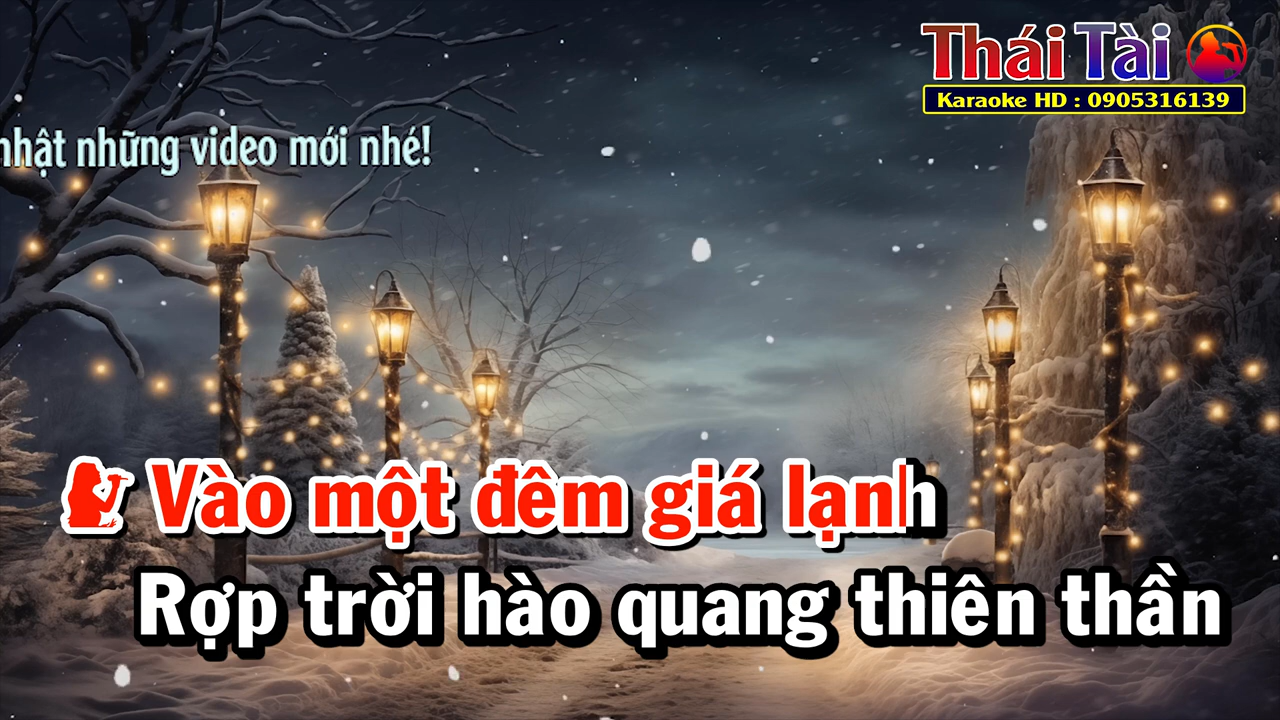 Thái Tài
Karaoke HD : 0905316139
nhật những video mới nhé!
Vào một đêm giá lạnh
Rợp trời hào quang thiên thần